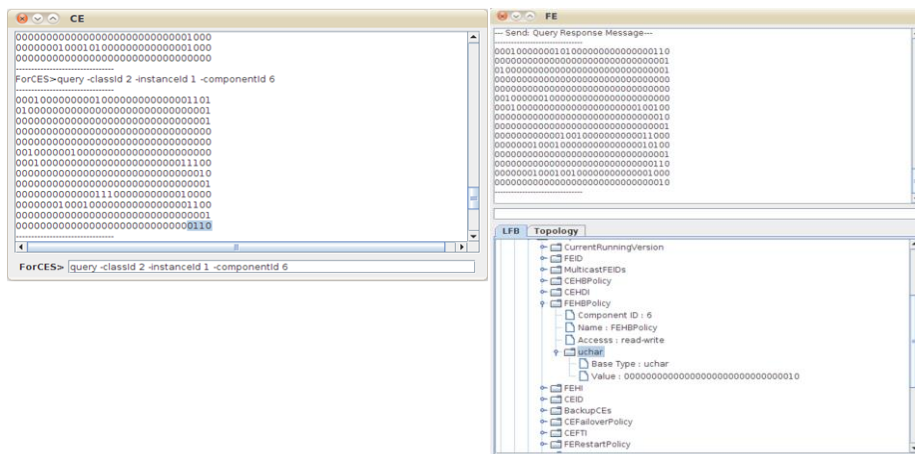 CE
00000000000000000000000000001000
00000001000101000000000000001000
00000000000000000000000000000000
--------------------------------
ForCES>query -classId 2 -instanceId 1 -componentId 6
--------------------------------
00010000000001000000000000001101
01000000000000000000000000000001
00000000000000000000000000000001
00000000000000000000000000000000
00000000000000000000000000000000
00100000010000000000000000000000
00010000000000000000000000011100
00000000000000000000000000000010
00000000000000000000000000000001
00000000000000111000000000010000
00000001000100000000000000001100
00000000000000000000000000000001
00000000000000000000000000000110
--------------------------------
ForCES> query -classId 2 -instanceId 1 -componentId 6
FE
--- Send: Query Response Message---
--------------------------------
00010000000101000000000000000110
00000000000000000000000000000001
01000000000000000000000000000001
00000000000000000000000000000000
00000000000000000000000000000000
00100000010000000000000000000000
00010000000000000000000000100100
00000000000000000000000000000010
00000000000000000000000000000001
00000000000010010000000000011000
00000001000100000000000000010100
00000000000000000000000000000001
00000000000000000000000000000110
00000001000100100000000000001000
00000000000000000000000000000010
--------------------------------
LFB Topology
CurrentRunningVersion
FEID
MulticastFEIDs
CEHBPolicy
CEHDI
FEHBPolicy
Component ID : 6
Name : FEHBPolicy
Accesss : read-write
uchar
Base Type : uchar
Value : 00000000000000000000000000000010
FEHI
CEID
BackupCEs
CEFailoverPolicy
CEFTI
FERestartPolicy